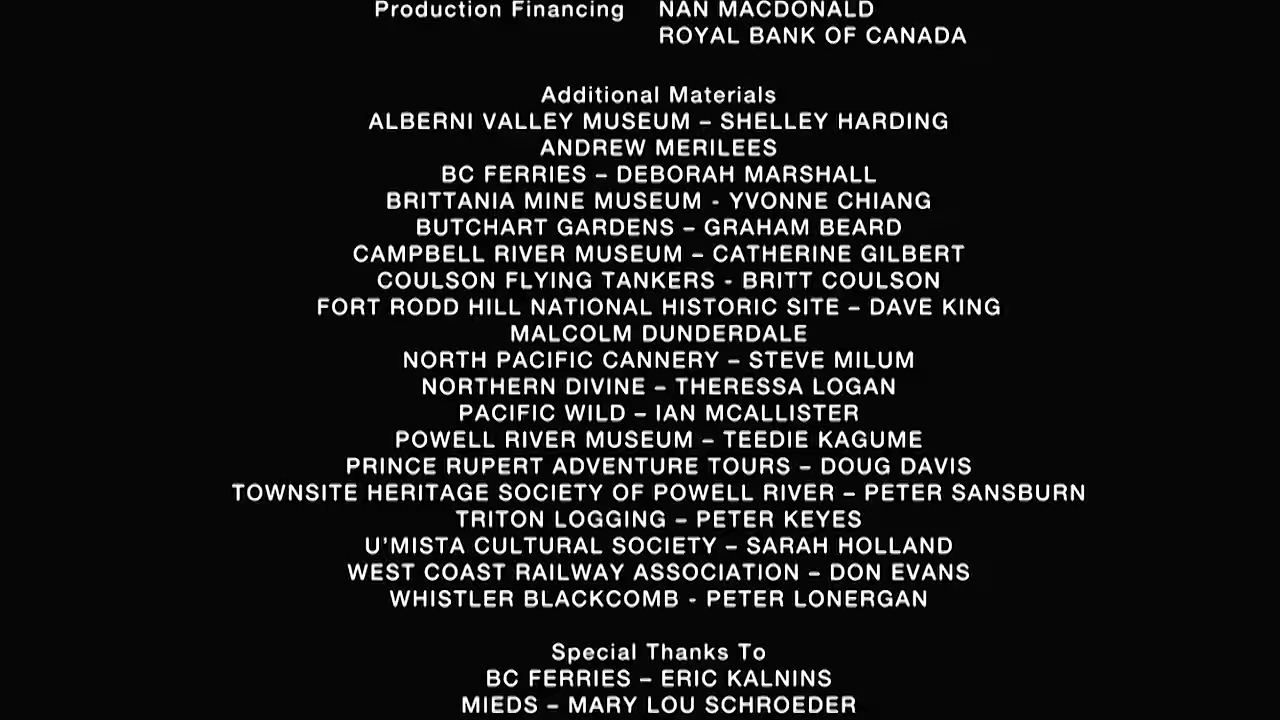 Production Financing NAN MACDONALD
ROYAL BANK OF CANADA
Additional Materials
ALBERNI VALLEY MUSEUM – SHELLEY HARDING
ANDREW MERILEES
BC FERRIES – DEBORAH MARSHALL
BRITTANIA MINE MUSEUM - YVONNE CHIANG
BUTCHART GARDENS – GRAHAM BEARD
CAMPBELL RIVER MUSEUM – CATHERINE GILBERT
COULSON FLYING TANKERS - BRITT COULSON
FORT RODD HILL NATIONAL HISTORIC SITE – DAVE KING
MALCOLM DUNDERDALE
NORTH PACIFIC CANNERY – STEVE MILUM
NORTHERN DIVINE – THERESSA LOGAN
PACIFIC WILD – IAN MCALLISTER
POWELL RIVER MUSEUM – TEEDIE KAGUME
PRINCE RUPERT ADVENTURE TOURS – DOUG DAVIS
TOWNSITE HERITAGE SOCIETY OF POWELL RIVER – PETER SANSBURN
TRITON LOGGING – PETER KEYES
U’MISTA CULTURAL SOCIETY – SARAH HOLLAND
WEST COAST RAILWAY ASSOCIATION – DON EVANS
WHISTLER BLACKCOMB - PETER LONERGAN
Special Thanks To
BC FERRIES – ERIC KALNINS
MIEDS – MARY LOU SCHROEDER